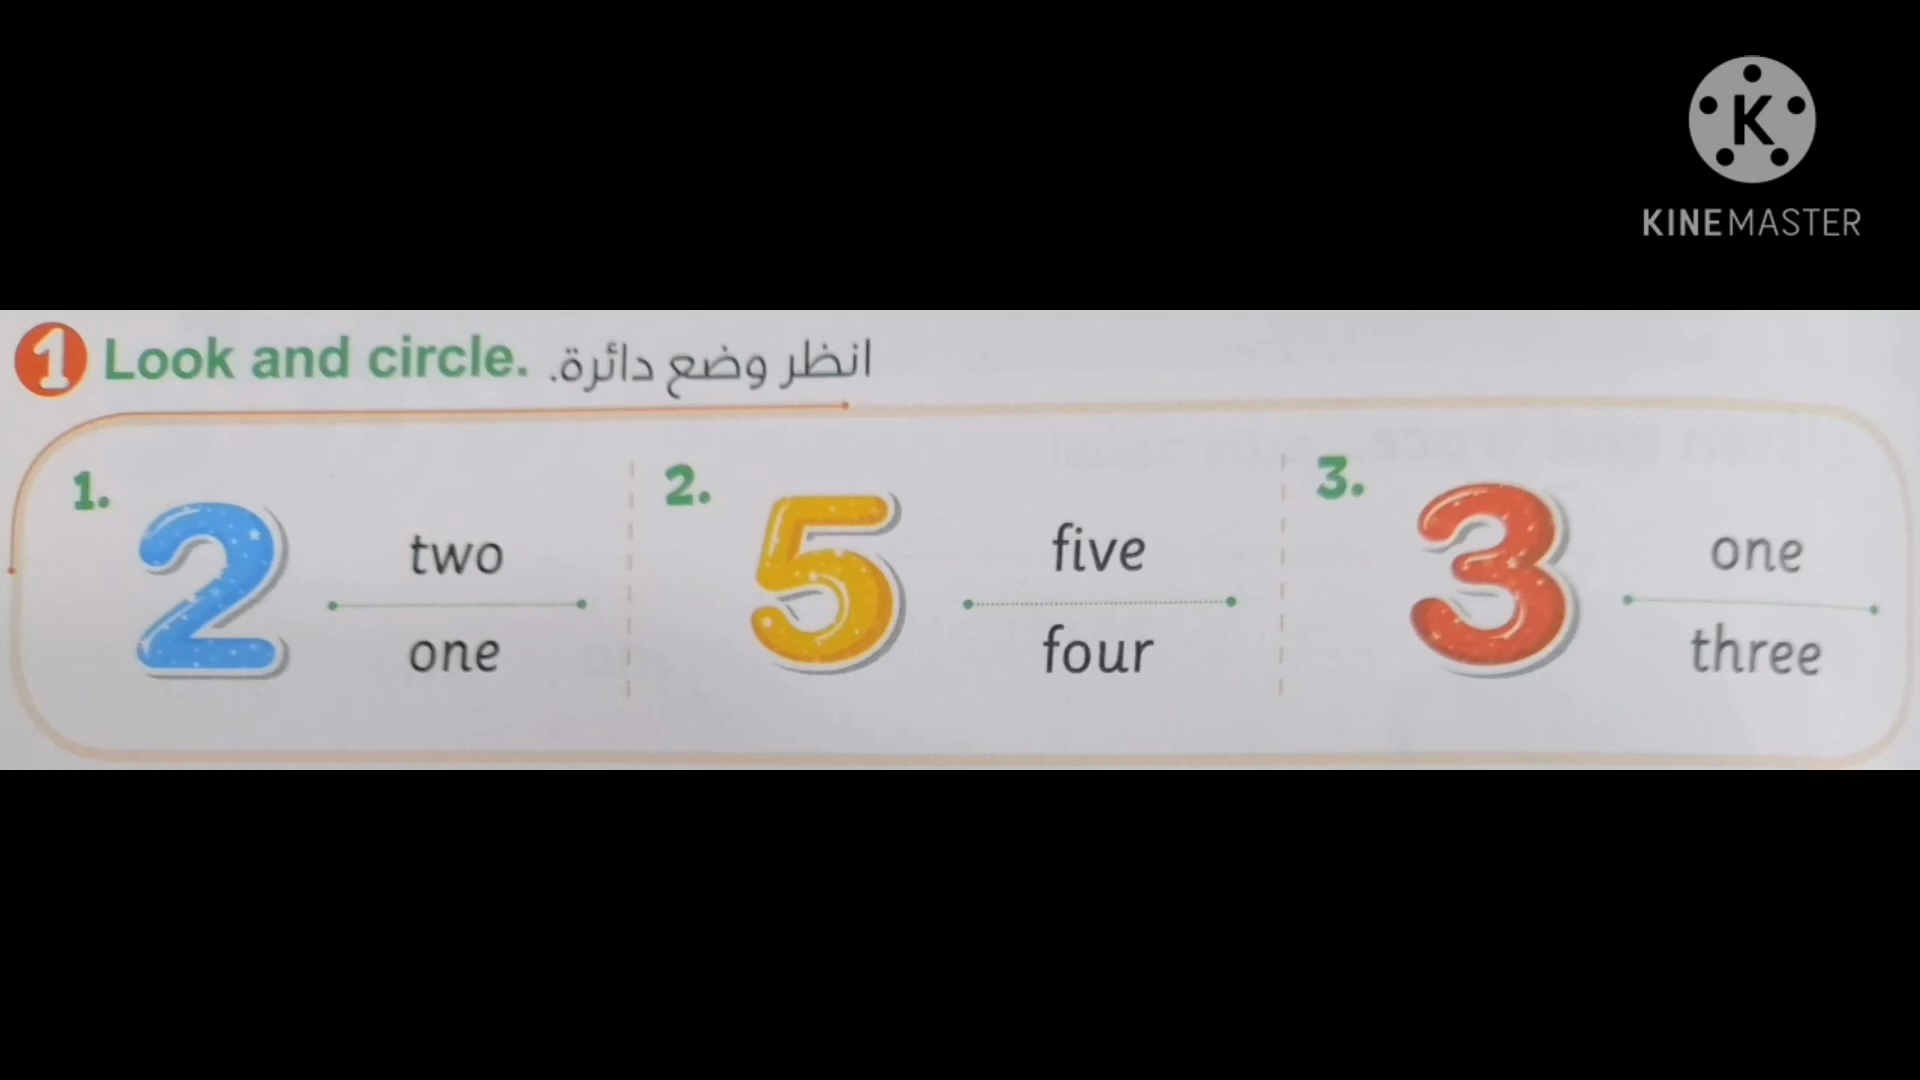 KINEMASTER
1 Look and circle. انظر وضع دائرة.
1. 2 two
one
2. 5 five
four
3. 3 one
three